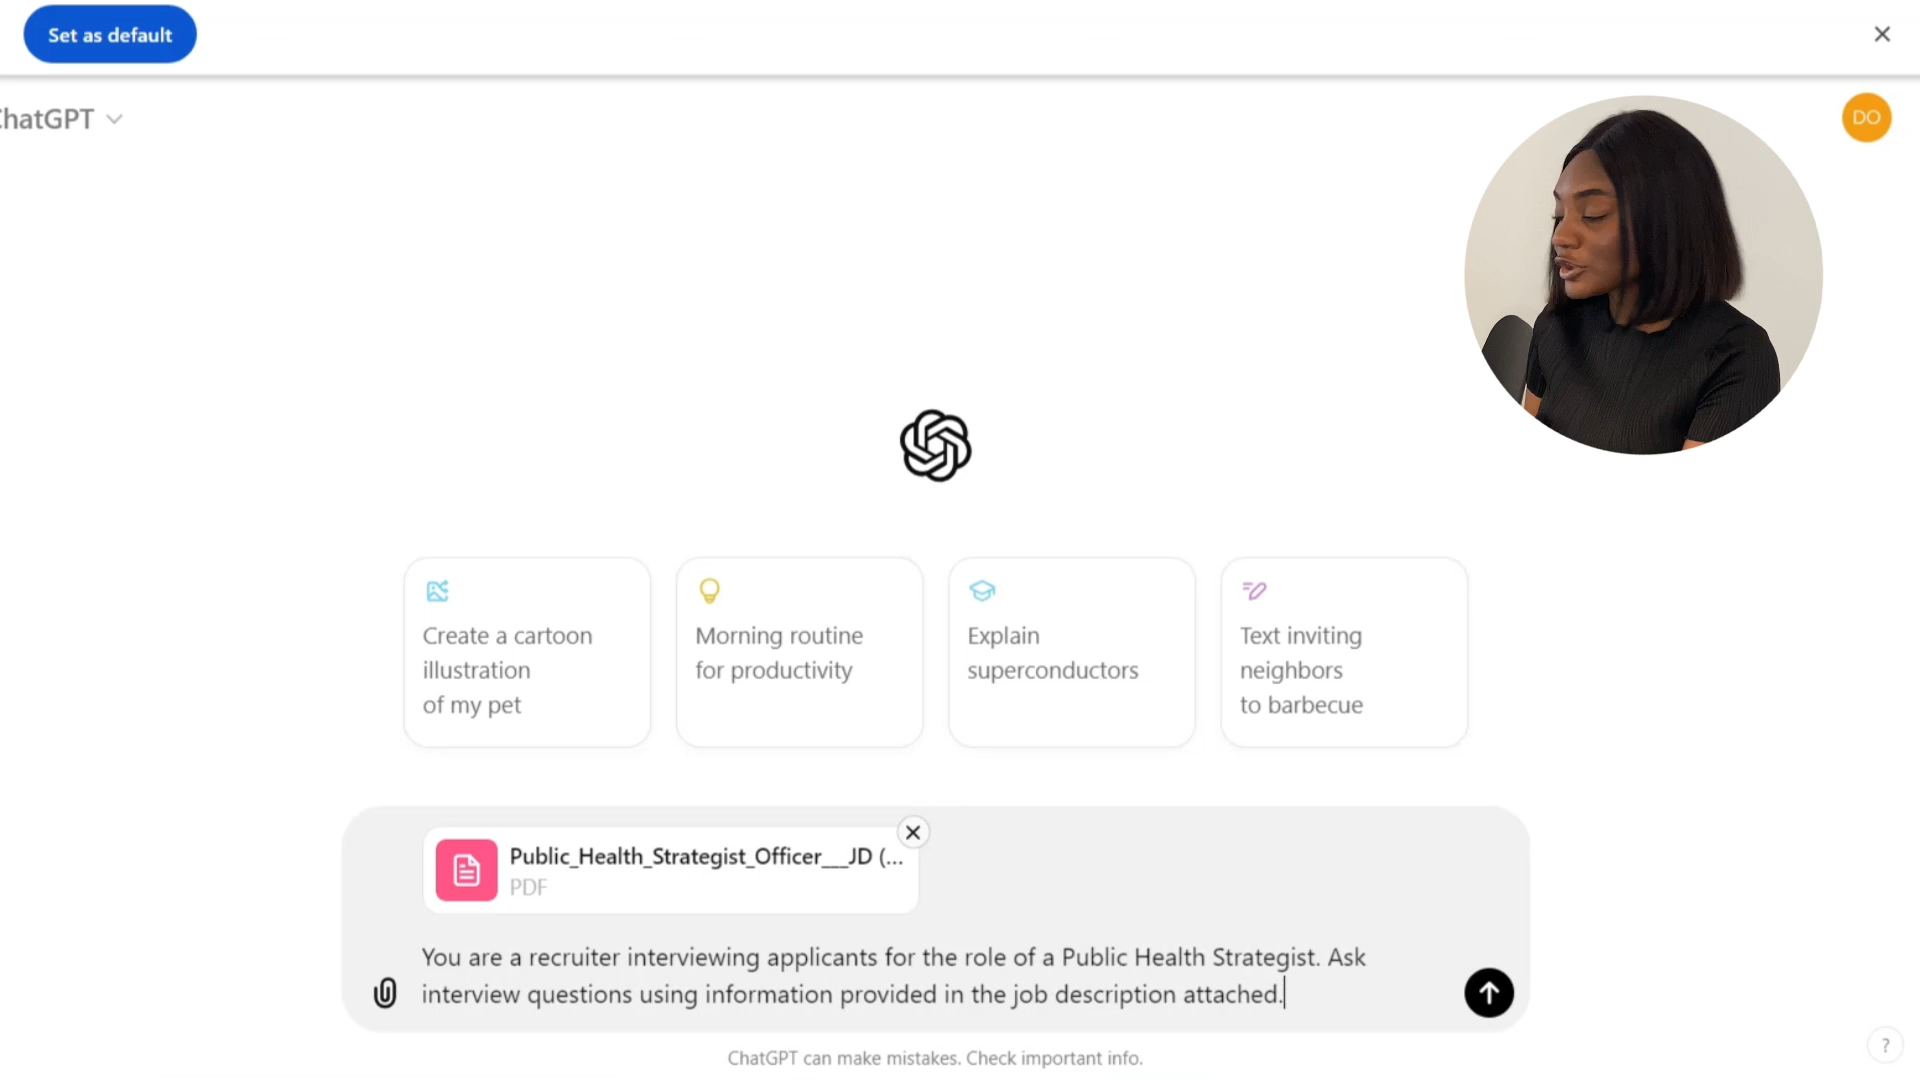 Set as default
ChatGPT
DO
Create a cartoon
illustration
of my pet
Morning routine
for productivity
Explain
superconductors
Text inviting
neighbors
to barbecue
Public_Health_Strategist_Officer___JD (...
PDF
You are a recruiter interviewing applicants for the role of a Public Health Strategist. Ask
interview questions using information provided in the job description attached.
ChatGPT can make mistakes. Check important info.
?